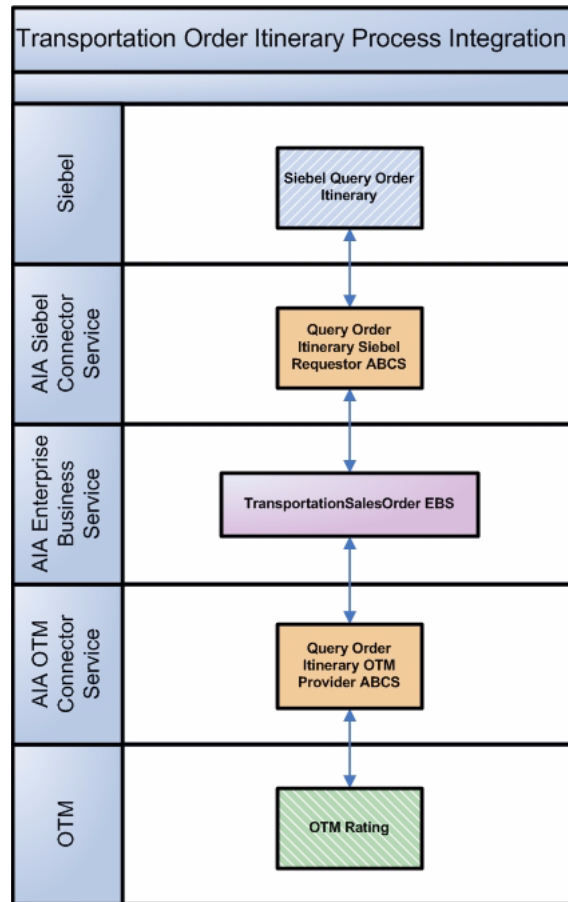 Transportation Order Itinerary Process Integration
Siebel
Siebel Query Order
Itinerary
AIA Siebel
Connector
Service
Query Order
Itinerary Siebel
Requestor ABCS
AIA Enterprise
Business
Service
TransportationSalesOrder EBS
AIA OTM
Connector
Service
Query Order
Itinerary OTM
Provider ABCS
OTM
OTM Rating